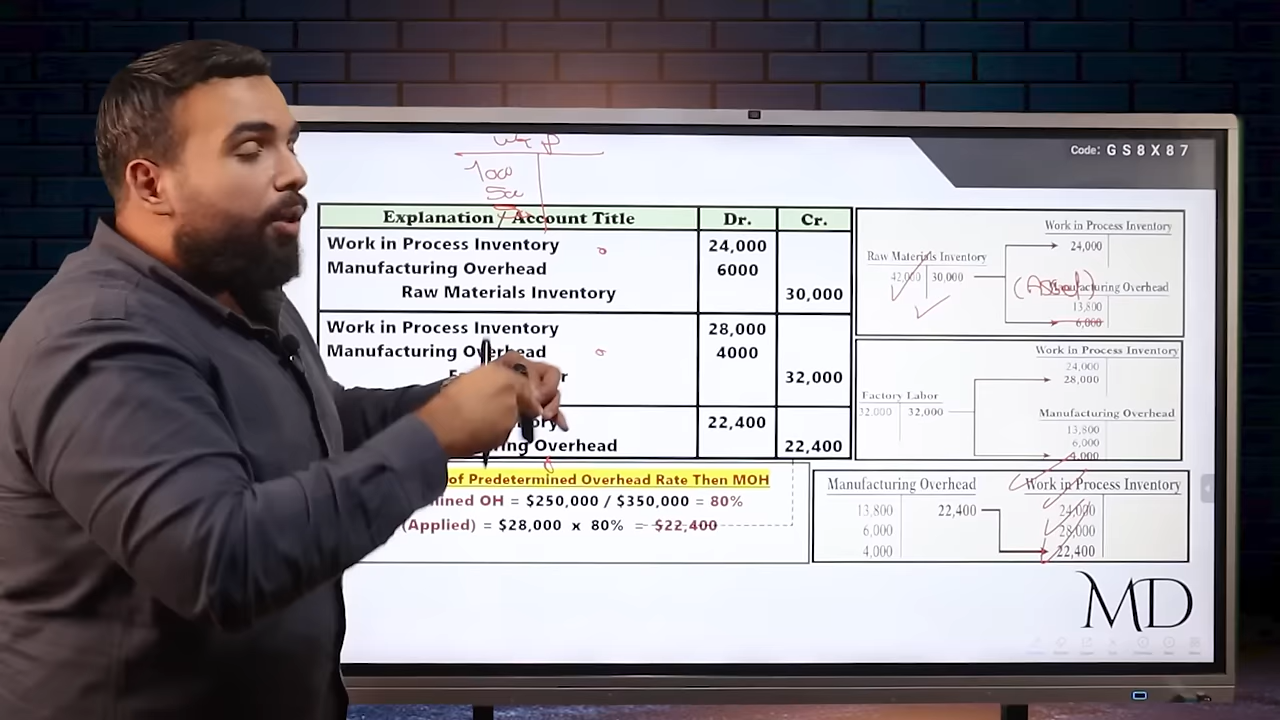 Code: GS8X87
1000
500
Explanation / Account Title Dr. Cr.
Work in Process Inventory 24,000
Manufacturing Overhead 6000
Raw Materials Inventory 30,000
Work in Process Inventory 28,000
Manufacturing Overhead 4000
32,000
22,400
Overhead 22,400
of Predetermined Overhead Rate Then MOH
OH = $250,000 / $350,000 = 80%
(Applied) = $28,000 x 80% = $22,400
Work in Process Inventory
24,000
Raw Materials Inventory
42,000 30,000
(Asset)
Manufacturing Overhead
13,800
6,000
Work in Process Inventory
24,000
28,000
Factory Labor
32,000 32,000
Manufacturing Overhead
13,800
6,000
4,000
Manufacturing Overhead Work in Process Inventory
13,800 22,400 24,000
6,000 28,000
4,000 22,400
MD